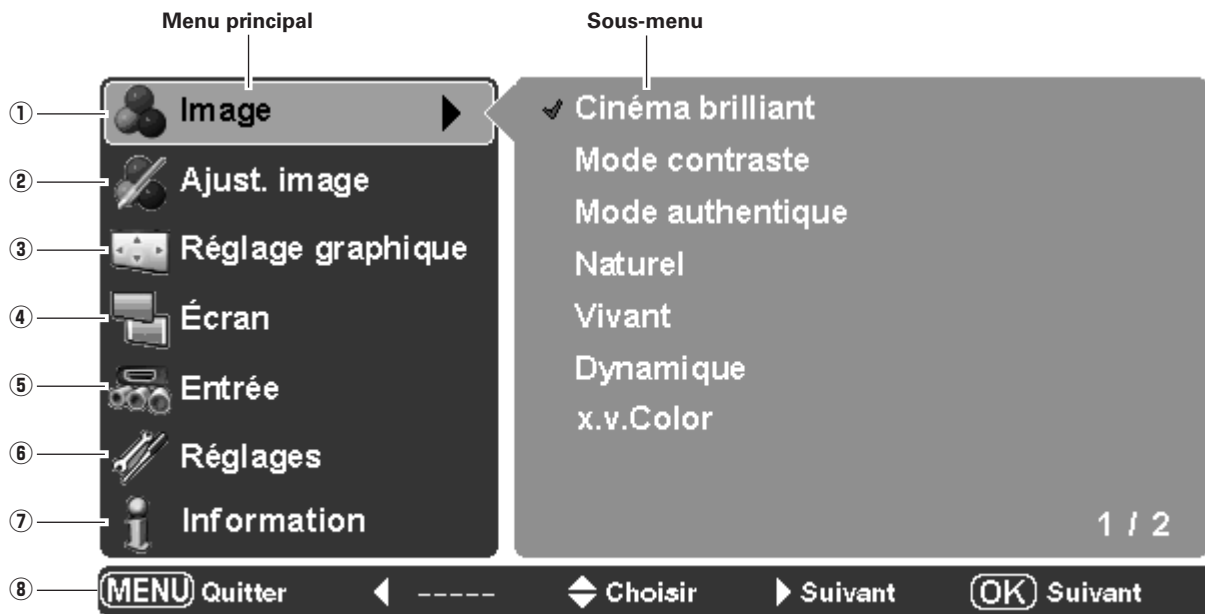 Menu principal
Sous-menu
① Image
② Ajust. image
③ Réglage graphique
④ Écran
⑤ Entrée
⑥ Réglages
⑦ Information
Cinéma brilliant
Mode contraste
Mode authentique
Naturel
Vivant
Dynamique
x.v.Color
1 / 2
⑧ MENU Quitter ----- Choisir Suivant OK Suivant